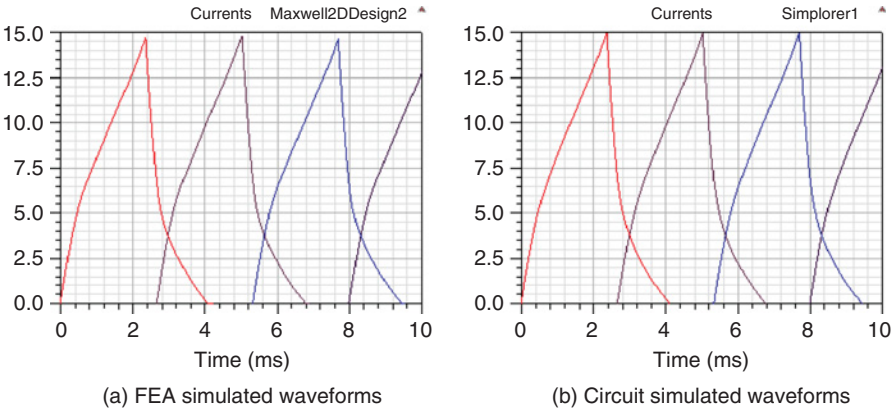 Currents Maxwell2DDesign2
15.0
12.5
10.0
7.5
5.0
2.5
0.0
0 2 4 6 8 10
Time (ms)
(a) FEA simulated waveforms
Currents Simplorer1
15.0
12.5
10.0
7.5
5.0
2.5
0.0
0 2 4 6 8 10
Time (ms)
(b) Circuit simulated waveforms